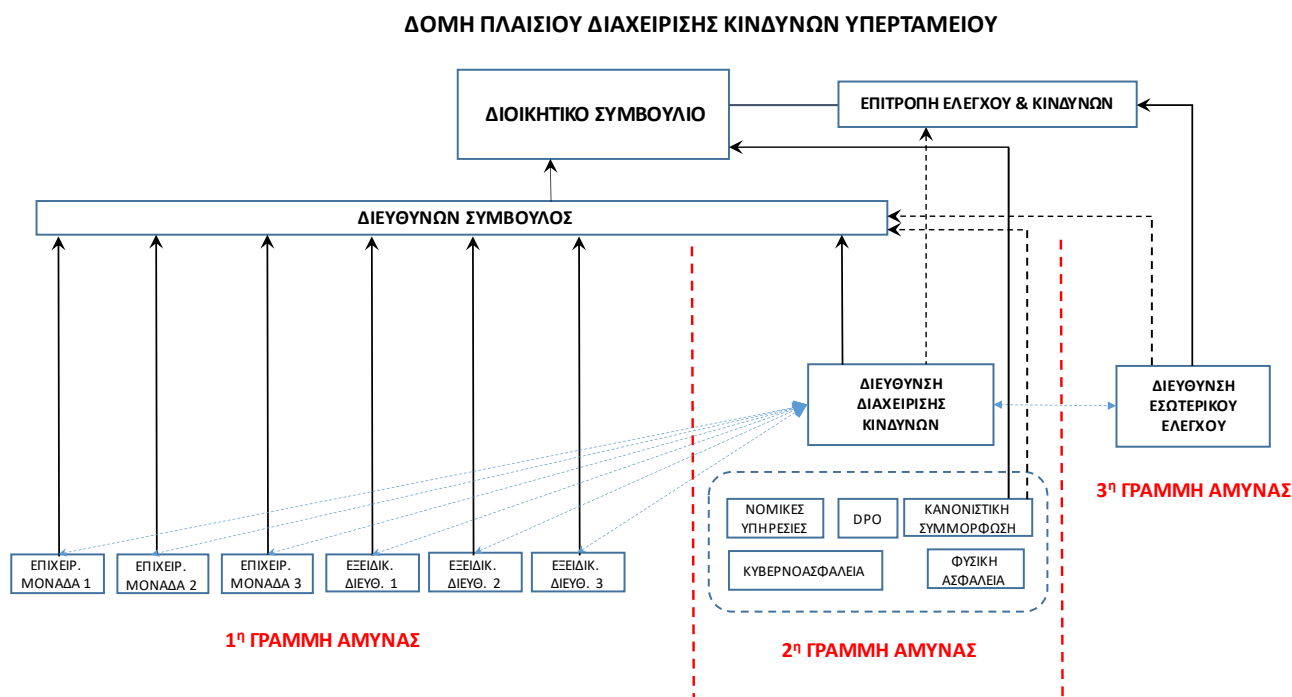 ΔΟΜΗ ΠΛΑΙΣΙΟΥ ΔΙΑΧΕΙΡΙΣΗΣ ΚΙΝΔΥΝΩΝ ΥΠΕΡΤΑΜΕΙΟΥ
ΔΙΟΙΚΗΤΙΚΟ ΣΥΜΒΟΥΛΙΟ
ΕΠΙΤΡΟΠΗ ΕΛΕΓΧΟΥ & ΚΙΝΔΥΝΩΝ
ΔΙΕΥΘΥΝΩΝ ΣΥΜΒΟΥΛΟΣ
ΔΙΕΥΘΥΝΣΗ
ΔΙΑΧΕΙΡΙΣΗΣ
ΚΙΝΔΥΝΩΝ
ΔΙΕΥΘΥΝΣΗ
ΕΣΩΤΕΡΙΚΟΥ
ΕΛΕΓΧΟΥ
3η ΓΡΑΜΜΗ ΑΜΥΝΑΣ
ΝΟΜΙΚΕΣ
ΥΠΗΡΕΣΙΕΣ
DPO
ΚΑΝΟΝΙΣΤΙΚΗ
ΣΥΜΜΟΡΦΩΣΗ
ΚΥΒΕΡΝΟΑΣΦΑΛΕΙΑ
ΦΥΣΙΚΗ
ΑΣΦΑΛΕΙΑ
ΕΠΙΧΕΙΡ.
ΜΟΝΑΔΑ 1
ΕΠΙΧΕΙΡ.
ΜΟΝΑΔΑ 2
ΕΠΙΧΕΙΡ.
ΜΟΝΑΔΑ 3
ΕΞΕΙΔΙΚ.
ΔΙΕΥΘ. 1
ΕΞΕΙΔΙΚ.
ΔΙΕΥΘ. 2
ΕΞΕΙΔΙΚ.
ΔΙΕΥΘ. 3
1η ΓΡΑΜΜΗ ΑΜΥΝΑΣ
2η ΓΡΑΜΜΗ ΑΜΥΝΑΣ